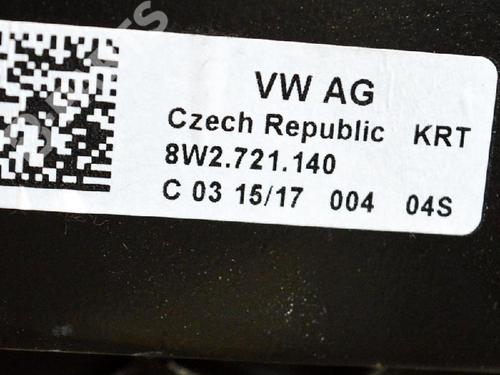 VW AG
Czech Republic KRT
8W2.721.140
C 03 15/17 004 04S